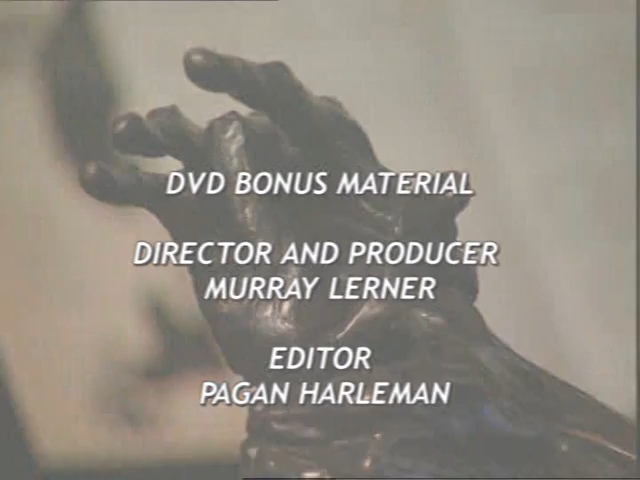 DVD BONUS MATERIAL
DIRECTOR AND PRODUCER
MURRAY LERNER
EDITOR
PAGAN HARLEMAN